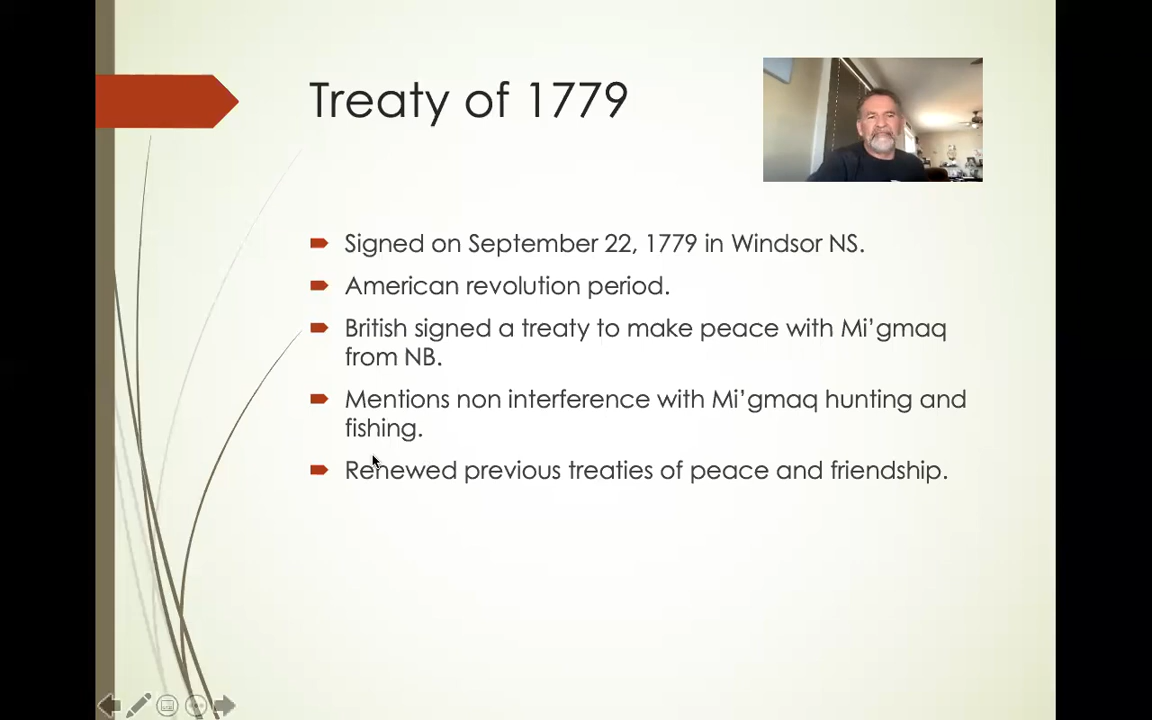 Treaty of 1779
Signed on September 22, 1779 in Windsor NS.
American revolution period.
British signed a treaty to make peace with Mi’gmaq
from NB.
Mentions non interference with Mi’gmaq hunting and
fishing.
Renewed previous treaties of peace and friendship.